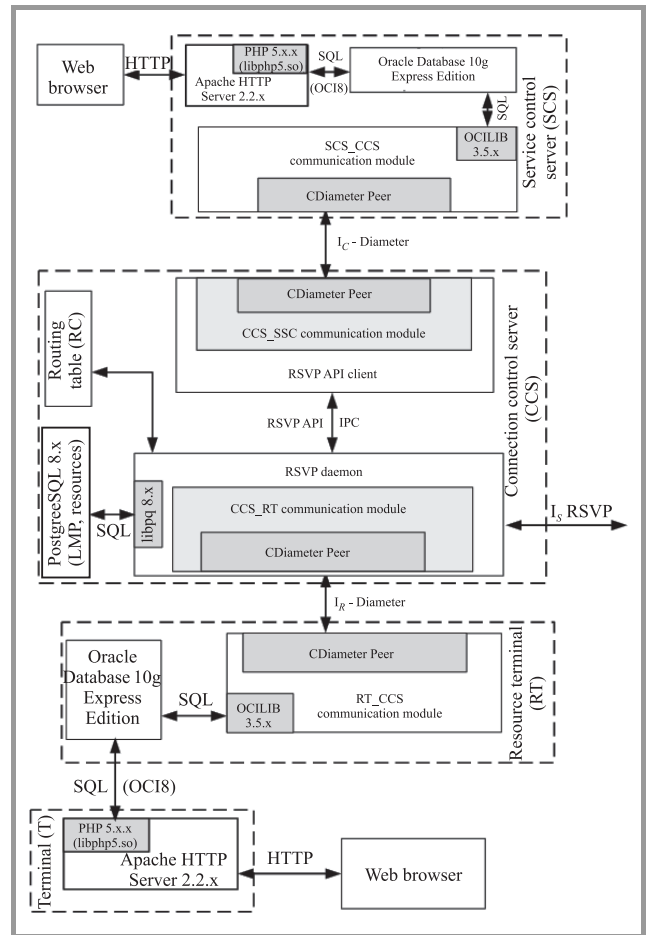 Web
browser
HTTP
PHP 5.x.x
(libphp5.so)
Apache HTTP
Server 2.2.x
SQL
(OCI8)
Oracle Database 10g
Express Edition
SQL
OCILIB
3.5.x
SCS_CCS
communication module
CDiameter Peer
Service control
server (SCS)
IC - Diameter
CDiameter Peer
CCS_SSC communication module
RSVP API client
Routing
table (RC)
RSVP API
IPC
Connection control server
(CCS)
RSVP daemon
PostgreeSQL 8.x
(LMP, resources)
SQL
libpq 8.x
CCS_RT communication module
CDiameter Peer
IS RSVP
IR - Diameter
Oracle
Database 10g
Express
Edition
SQL
CDiameter Peer
OCILIB
3.5.x
RT_CCS
communication module
Resource terminal
(RT)
SQL
(OCI8)
Terminal (T)
PHP 5.x.x
(libphp5.so)
Apache HTTP
Server 2.2.x
HTTP
Web browser